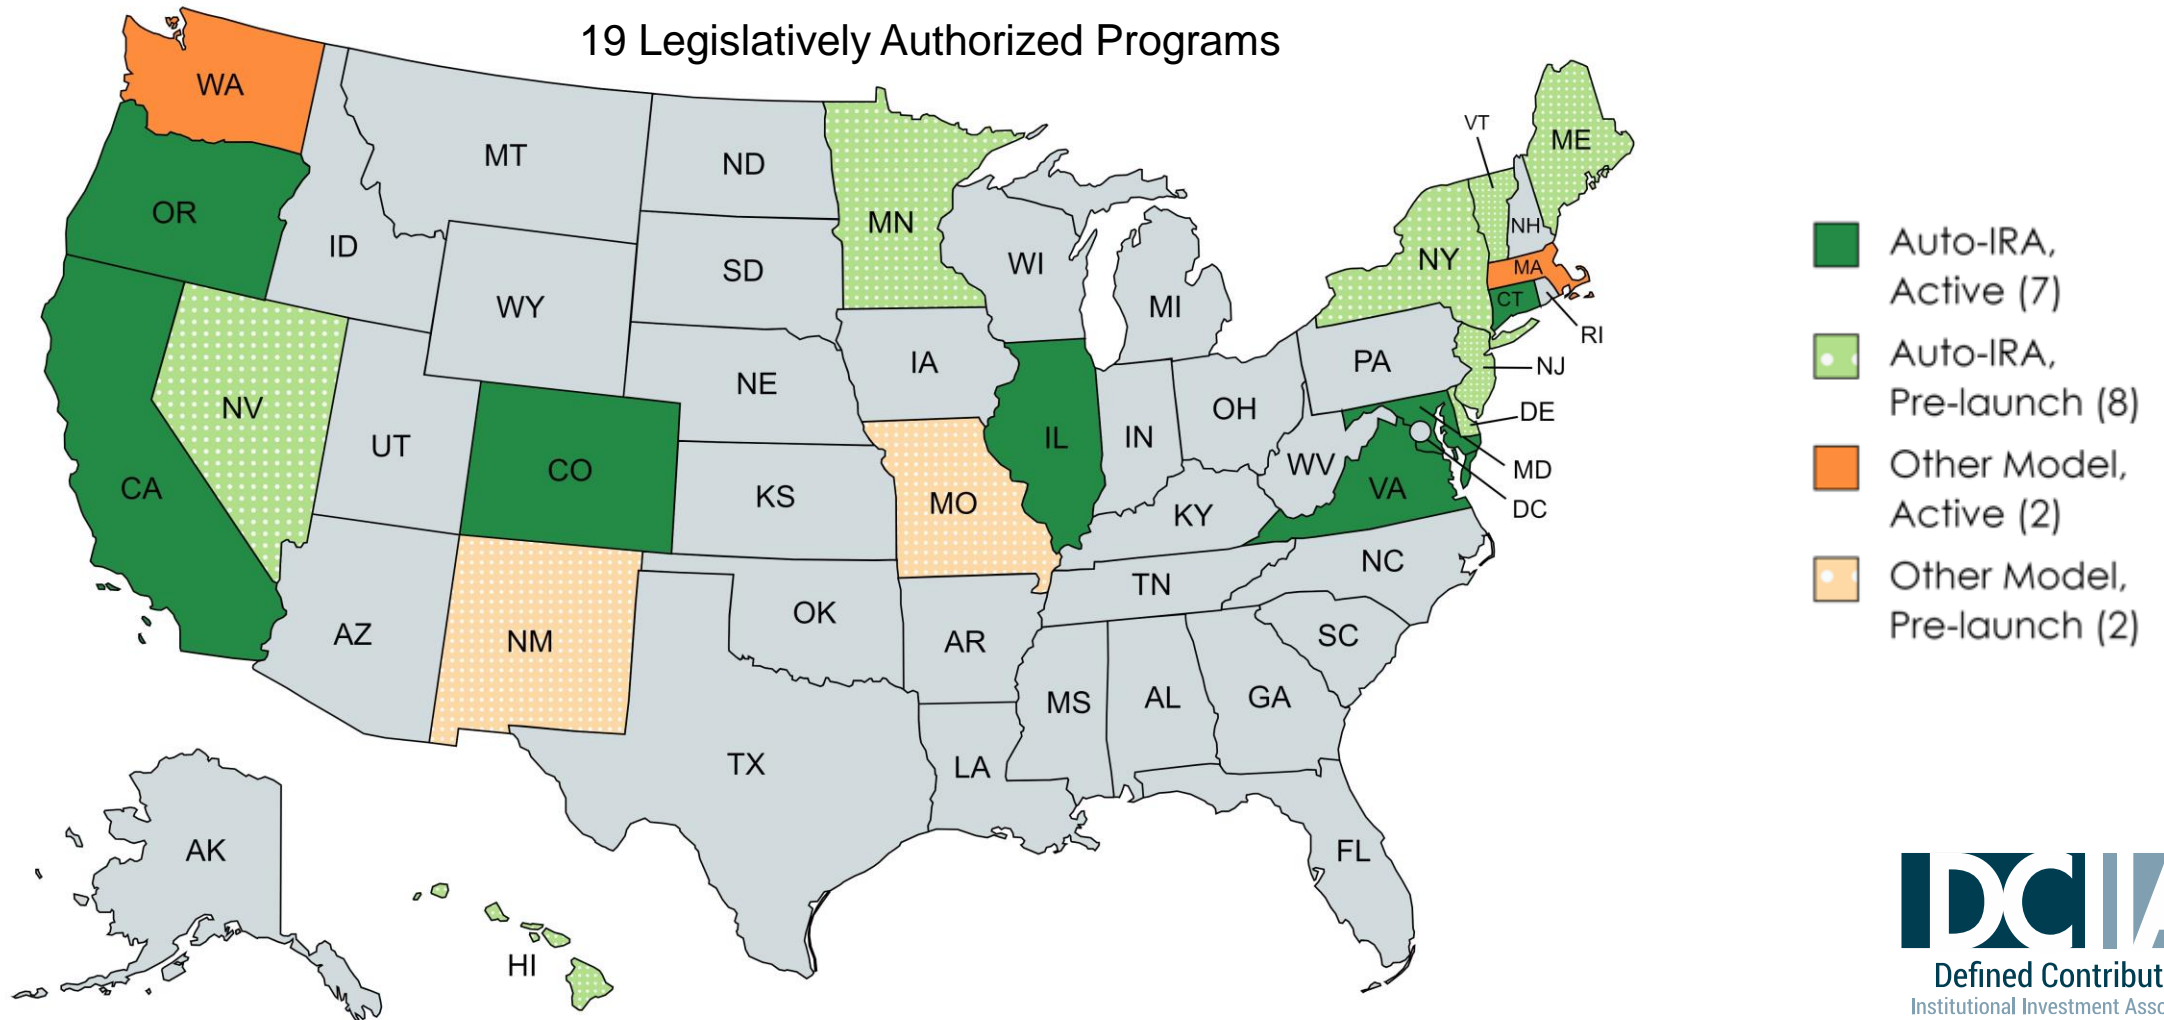 19 Legislatively Authorized Programs
WA
OR
CA
NV
ID
MT
WY
UT
AZ
CO
NM
ND
SD
NE
KS
OK
TX
MN
IA
MO
AR
LA
WI
IL
MI
IN
OH
KY
TN
MS
AL
GA
FL
SC
NC
VA
WV
PA
NY
VT
NH
ME
MA
CT
RI
NJ
DE
MD
DC
AK
HI
Auto-IRA,
Active (7)
Auto-IRA,
Pre-launch (8)
Other Model,
Active (2)
Other Model,
Pre-launch (2)
DCIIA
Defined Contribut
Institutional Investment Asso